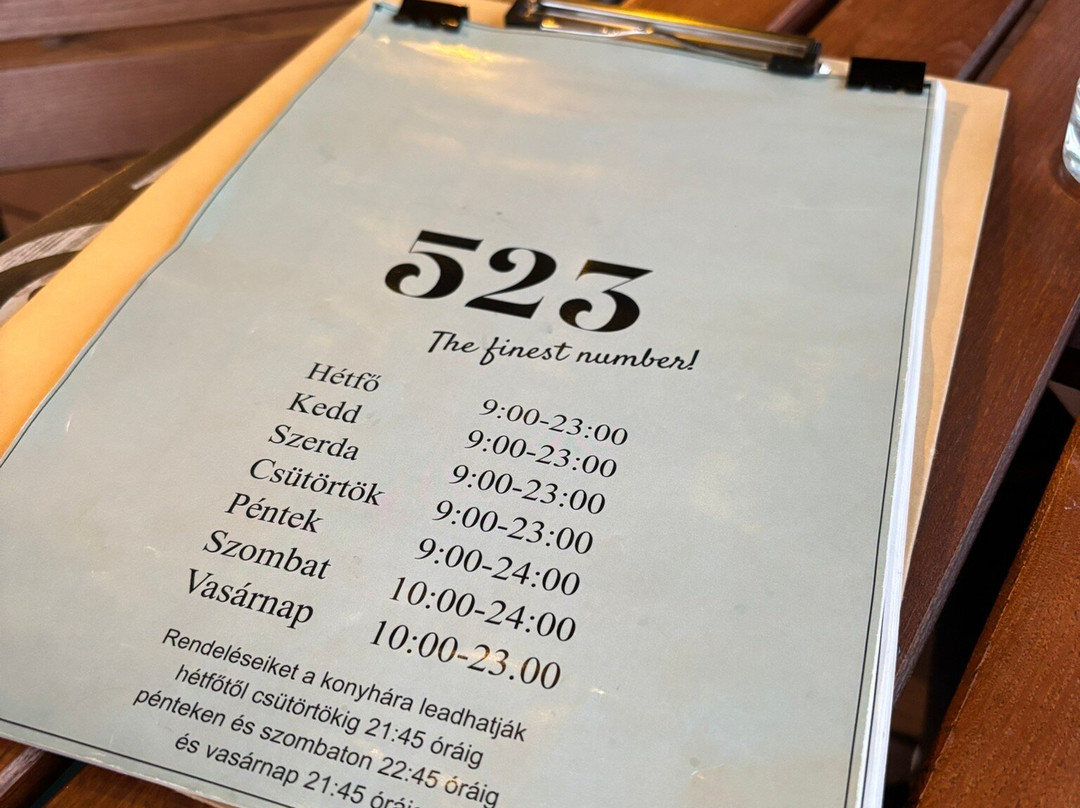 523
The finest number!
Hétfő 9:00-23:00
Kedd 9:00-23:00
Szerda 9:00-23:00
Csütörtök 9:00-23:00
Péntek 9:00-24:00
Szombat 10:00-24:00
Vasárnap 10:00-23.00
Rendeléseiket a konyhára leadhatják
hétfőtől csütörtökig 21:45 óráig
pénteken és szombaton 22:45 óráig
és vasárnap 21:45 óráig